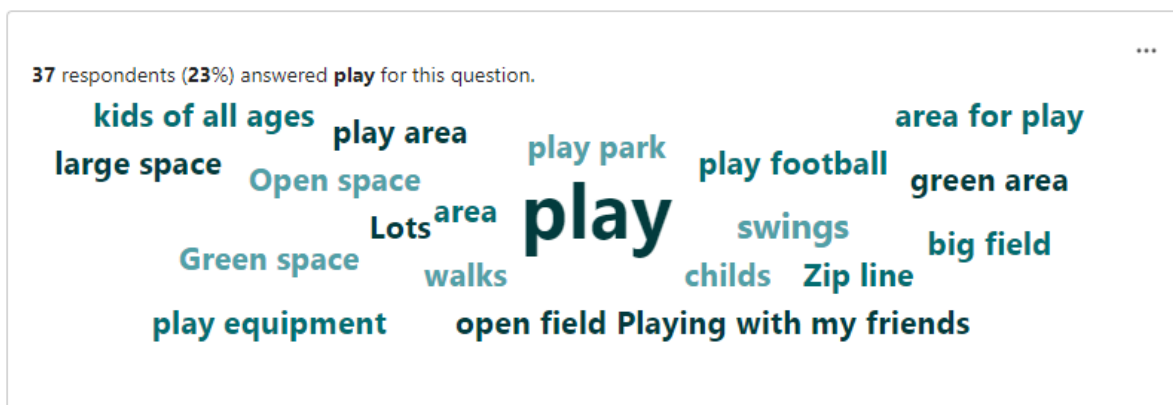 ...
37 respondents (23%) answered play for this question.
kids of all ages
play area
play park
area for play
large space
Open space
play football
green area
Lots
area
play
swings
big field
Green space
walks
childs
Zip line
play equipment
open field
Playing with my friends